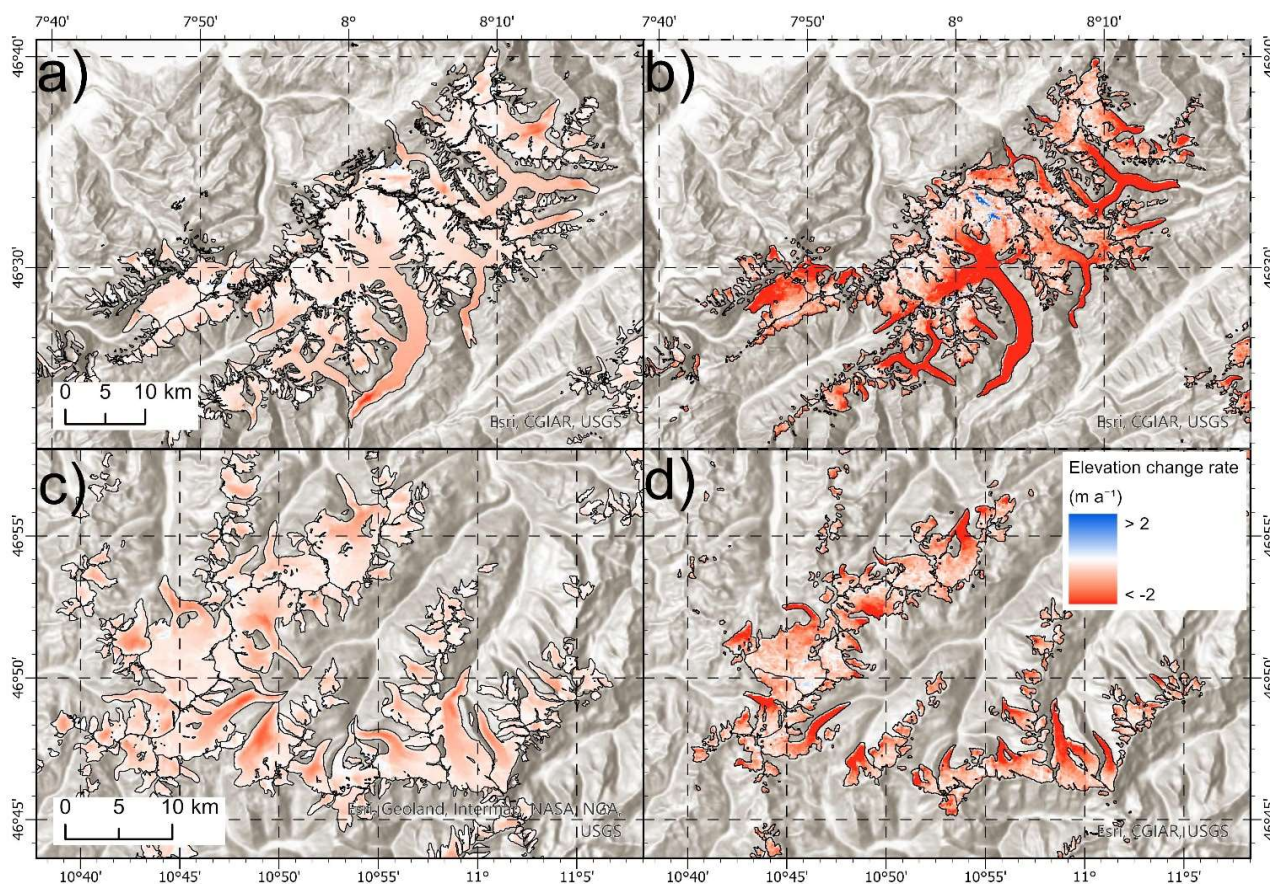 7°40' 7°50' 8° 8°10' 7°40' 7°50' 8° 8°10'
46°40' 46°40'
a) b)
46°30' 46°30'
0 5 10 km
Esri, CGIAR, USGS Esri, CGIAR, USGS
c) d)
Elevation change rate
(m a⁻¹)
> 2
< -2
46°55' 46°55'
46°50' 46°50'
0 5 10 km
Esri, Geoland, Intermap, NASA, NGA,
USGS
Esri, CGIAR, USGS
46°45' 46°45'
10°40' 10°45' 10°50' 10°55' 11° 11°5' 10°40' 10°45' 10°50' 10°55' 11° 11°5'